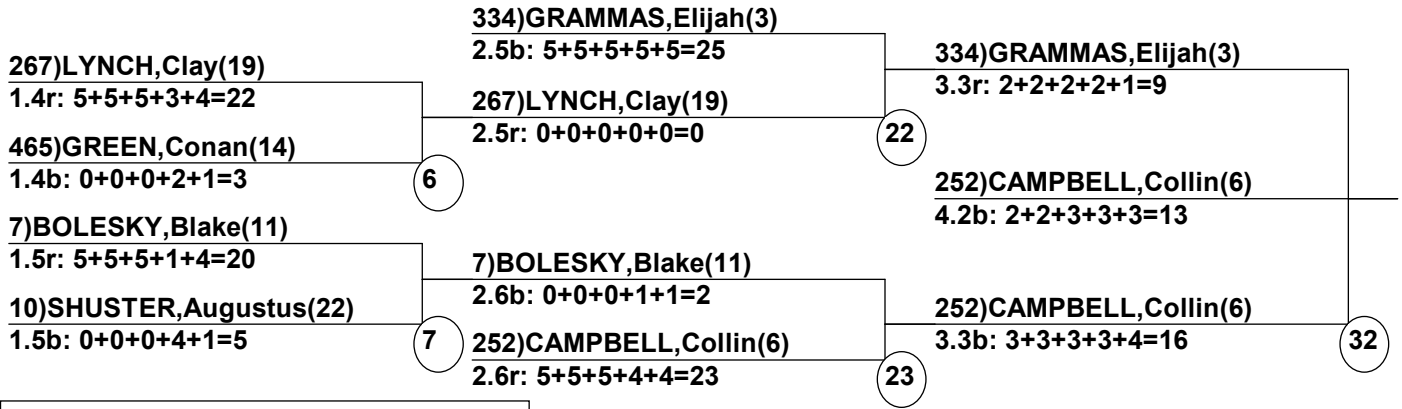 334)GRAMMAS,Elijah(3)
2.5b: 5+5+5+5+5=25
334)GRAMMAS,Elijah(3)
3.3r: 2+2+2+2+1=9
267)LYNCH,Clay(19)
1.4r: 5+5+5+3+4=22
267)LYNCH,Clay(19)
2.5r: 0+0+0+0+0=0
22
465)GREEN,Conan(14)
1.4b: 0+0+0+2+1=3
6
252)CAMPBELL,Collin(6)
4.2b: 2+2+3+3+3=13
7)BOLESKY,Blake(11)
1.5r: 5+5+5+1+4=20
7)BOLESKY,Blake(11)
2.6b: 0+0+0+1+1=2
10)SHUSTER,Augustus(22)
1.5b: 0+0+0+4+1=5
7
252)CAMPBELL,Collin(6)
3.3b: 3+3+3+3+4=16
32
252)CAMPBELL,Collin(6)
2.6r: 5+5+5+4+4=23
23